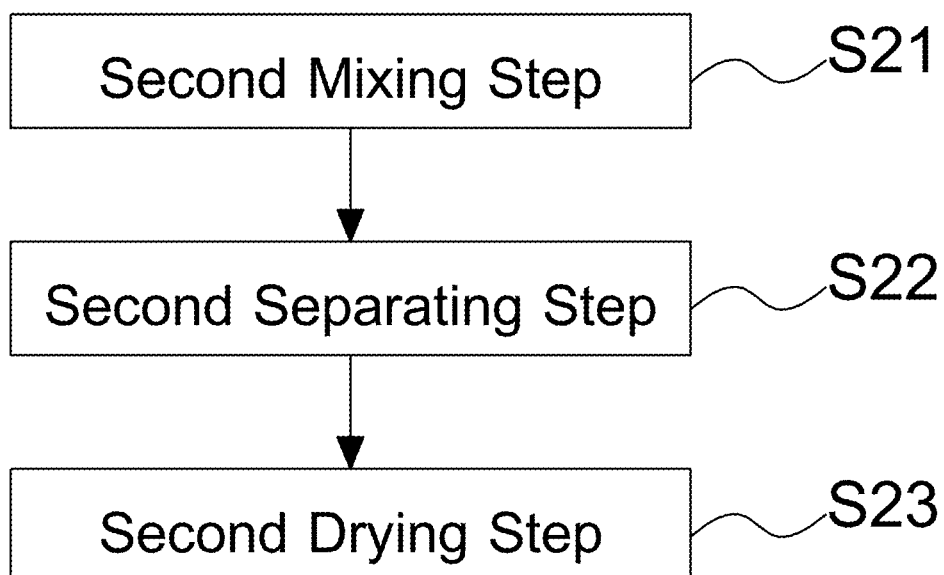 Second Mixing Step S21
Second Separating Step S22
Second Drying Step S23